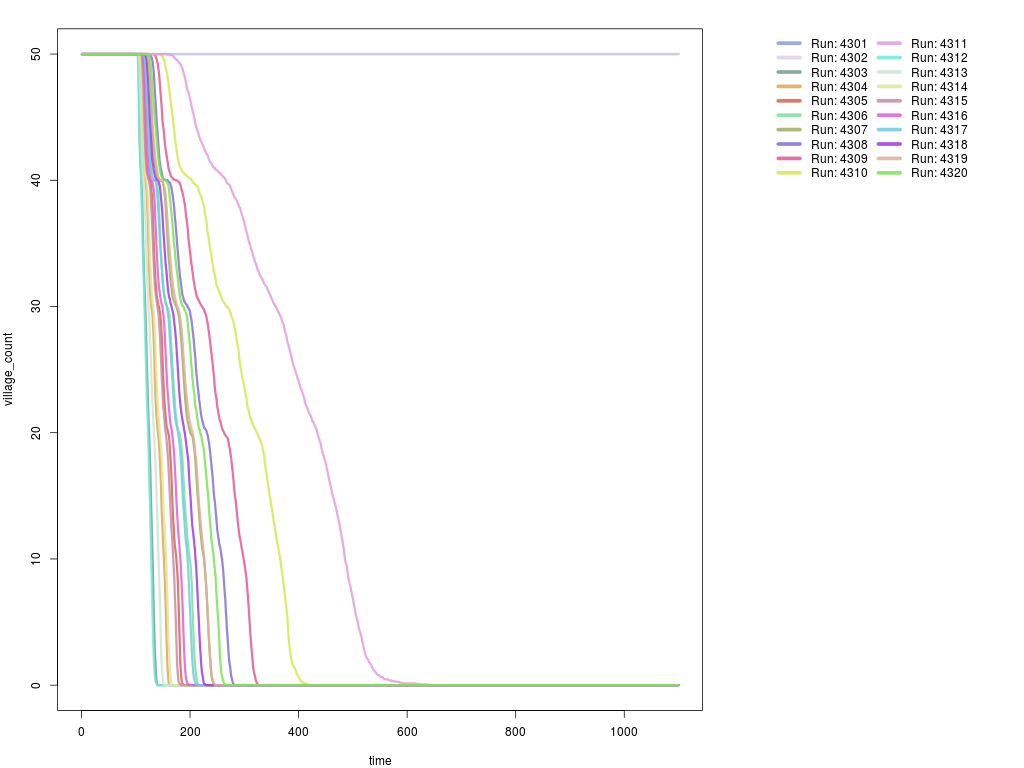 village_count
50
40
30
20
10
0
0
200
400
600
800
1000
time
Run: 4301
Run: 4302
Run: 4303
Run: 4304
Run: 4305
Run: 4306
Run: 4307
Run: 4308
Run: 4309
Run: 4310
Run: 4311
Run: 4312
Run: 4313
Run: 4314
Run: 4315
Run: 4316
Run: 4317
Run: 4318
Run: 4319
Run: 4320